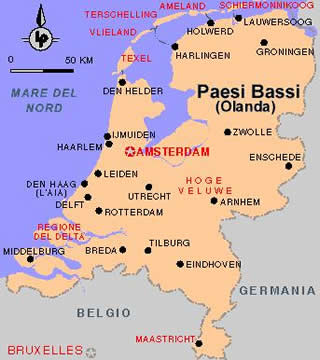 AMELAND
SCHIERMONNIKOOG
TERSCHELLING
LAUWERSOOG
VLIELAND
HOLWERD
LP
GRONINGEN
HARLINGEN
TEXEL
0 50 KM
DEN HELDER
MARE DEL
NORD
Paesi Bassi
(Olanda)
IJMUIDEN
ZWOLLE
HAARLEM
AMSTERDAM
ENSCHEDE
LEIDEN
DEN HAAG
(L'AIA)
UTRECHT
HOGE
VELUWE
DELFT
ARNHEM
ROTTERDAM
REGIONE
DEL DELTA
MIDDELBURG
BREDA
TILBURG
EINDHOVEN
GERMANIA
BELGIO
MAASTRICHT
BRUXELLES